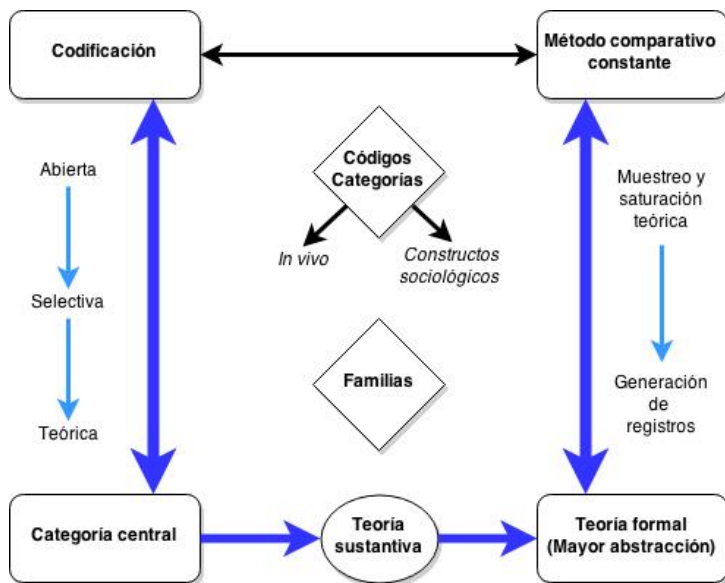 Codificación
Método comparativo
constante
Códigos
Categorías
Abierta
Muestreo y
saturación
teórica
In vivo
Constructos
sociológicos
Selectiva
Familias
Generación
de
registros
Teórica
Categoría central
Teoría
sustantiva
Teoría formal
(Mayor abstracción)